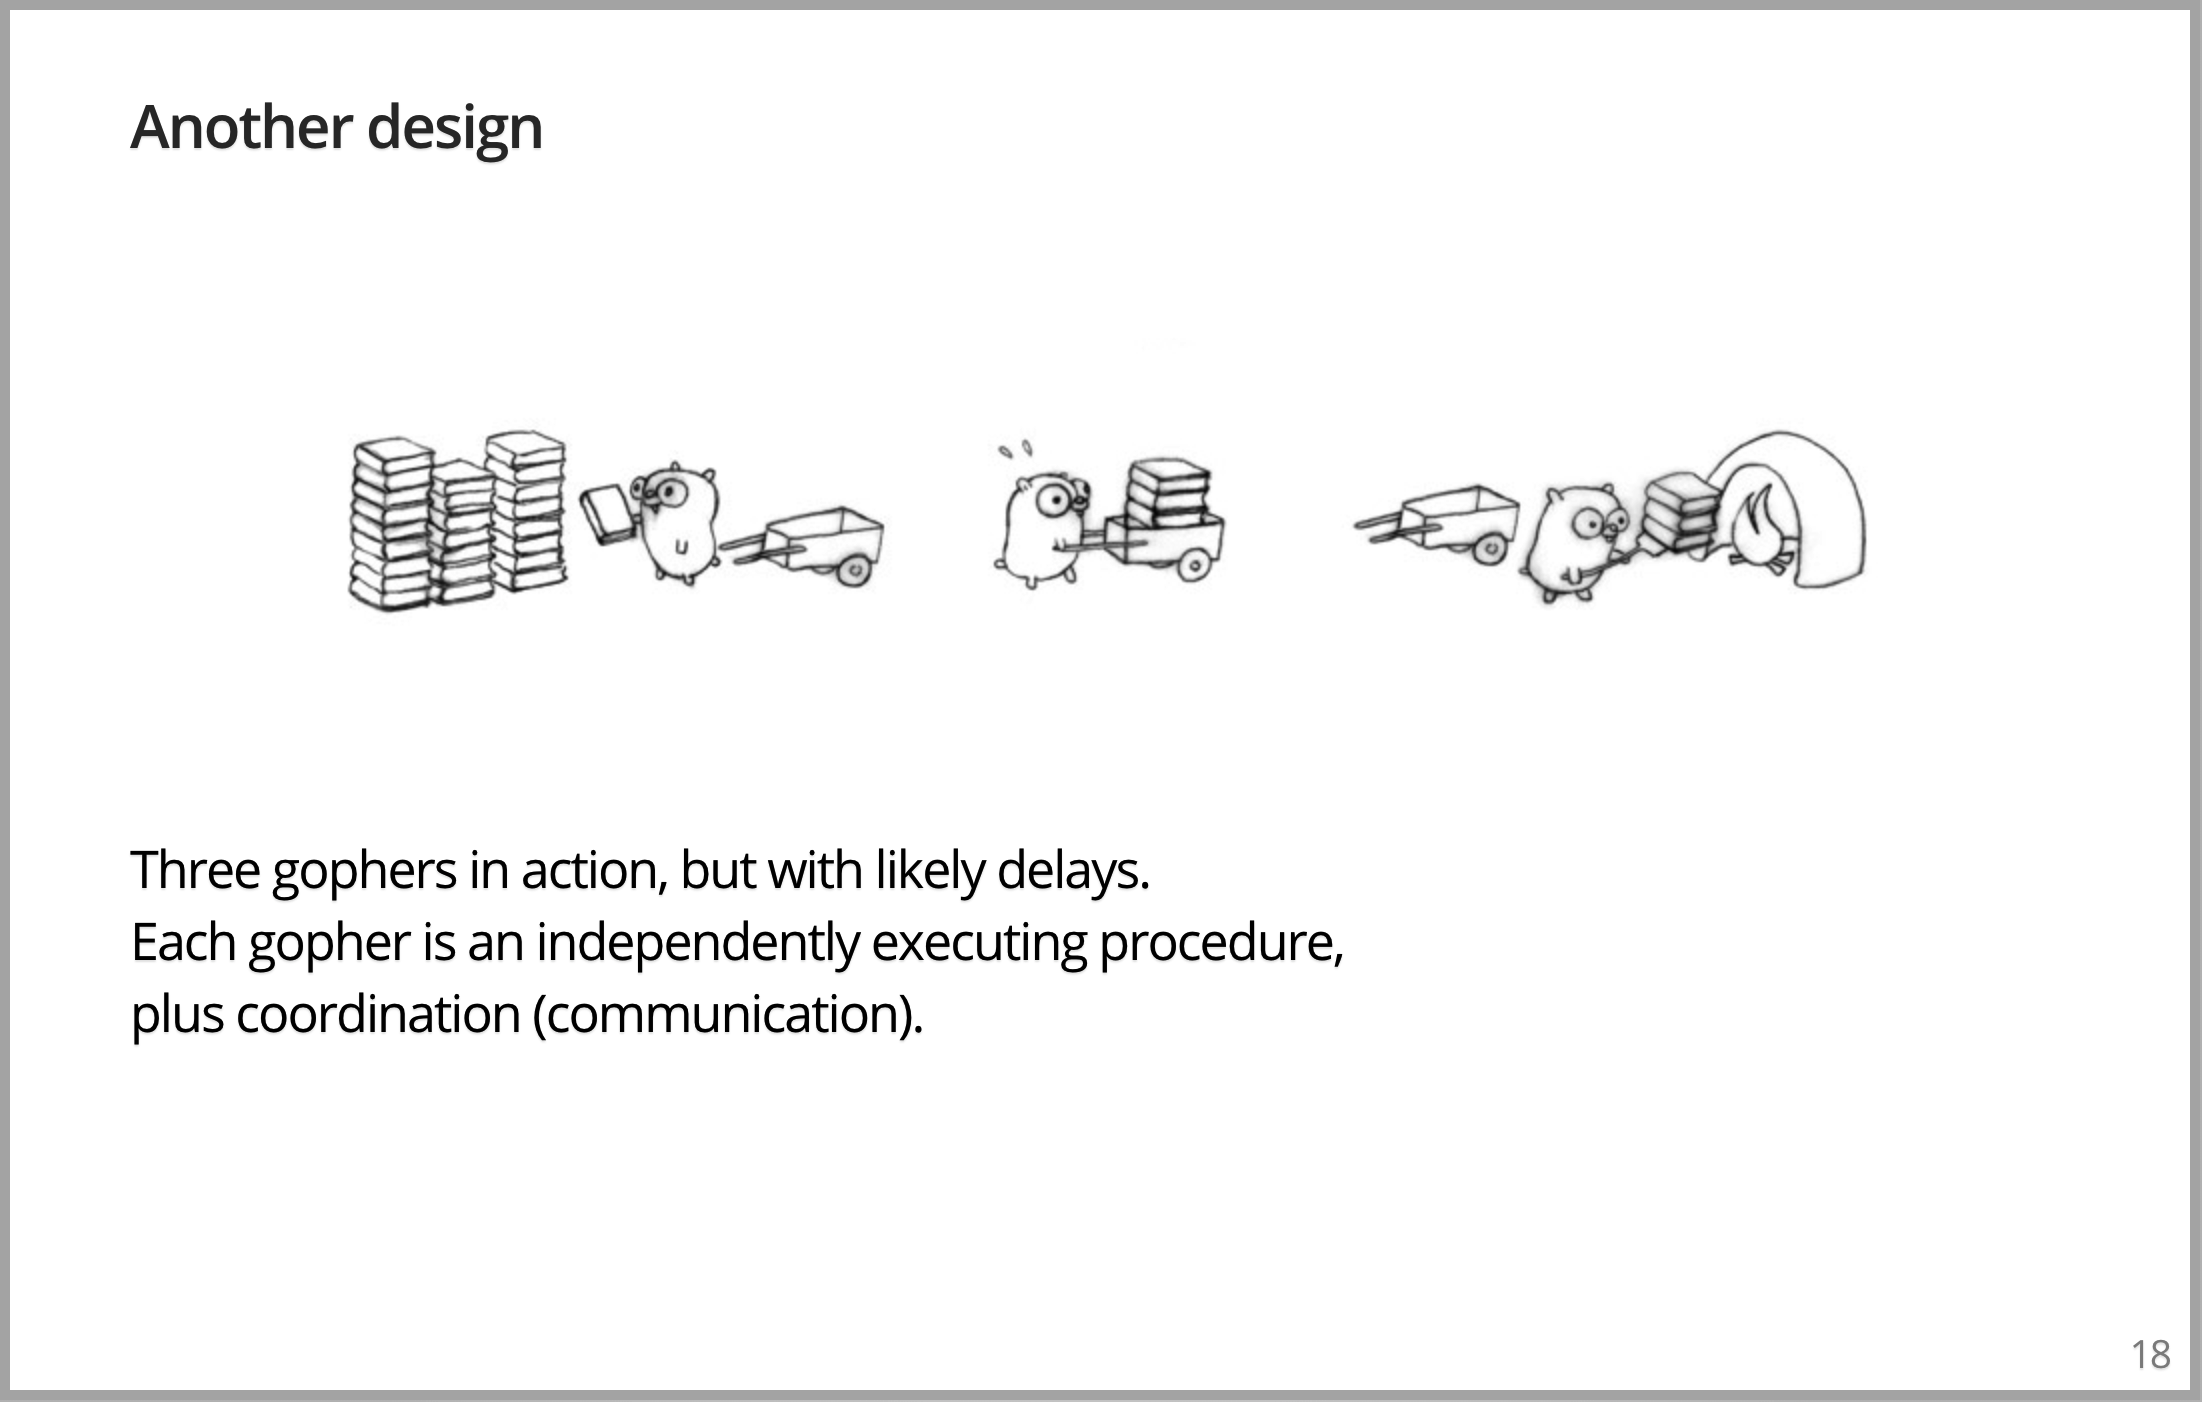 Another design
Three gophers in action, but with likely delays.
Each gopher is an independently executing procedure,
plus coordination (communication).
18